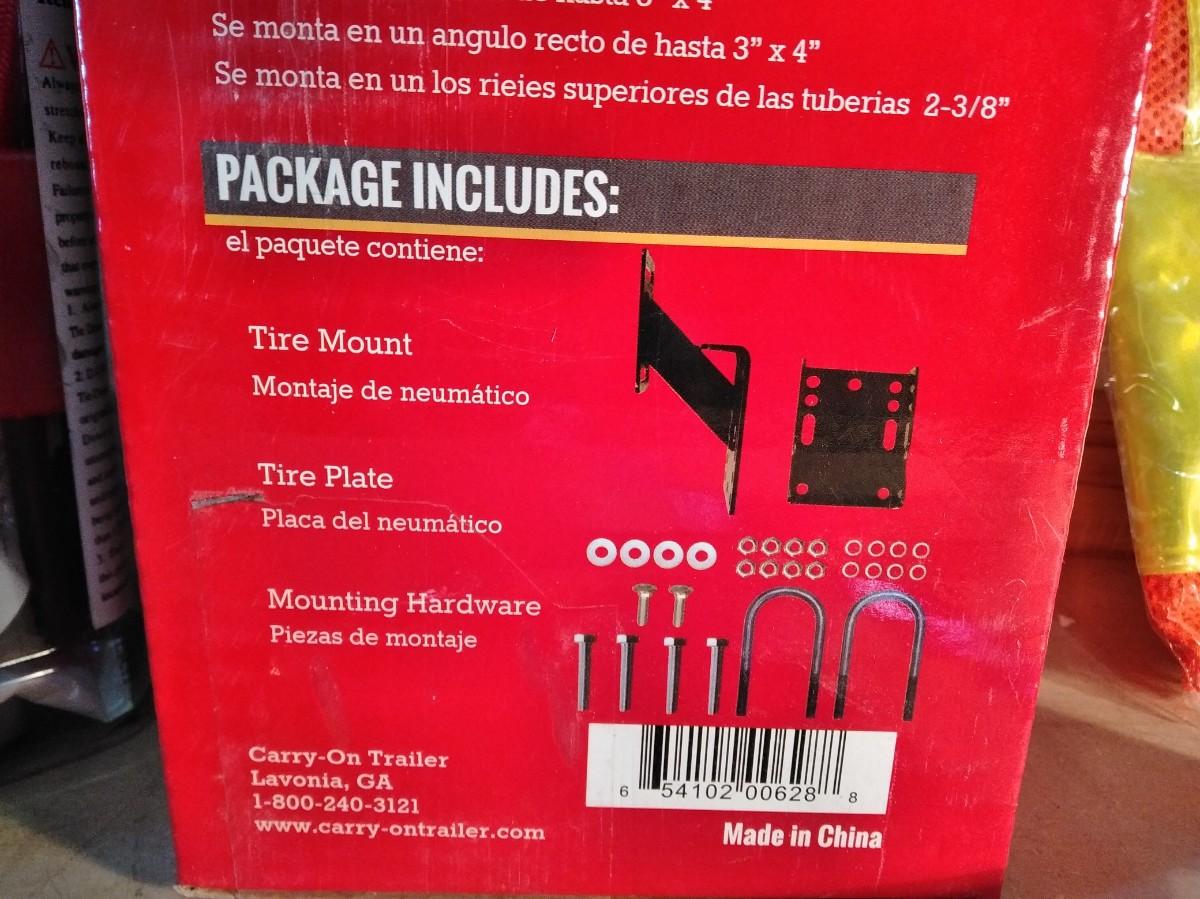 hasta 3" x 4"
Se monta en un angulo recto de hasta 3” x 4”
Se monta en un los rieies superiores de las tuberias 2-3/8”
PACKAGE INCLUDES:
el paquete contiene:
Tire Mount
Montaje de neumático
Tire Plate
Placa del neumático
Mounting Hardware
Piezas de montaje
Carry-On Trailer
Lavonia, GA
1-800-240-3121
www.carry-ontrailer.com
6 54102 00628 8
Made in China